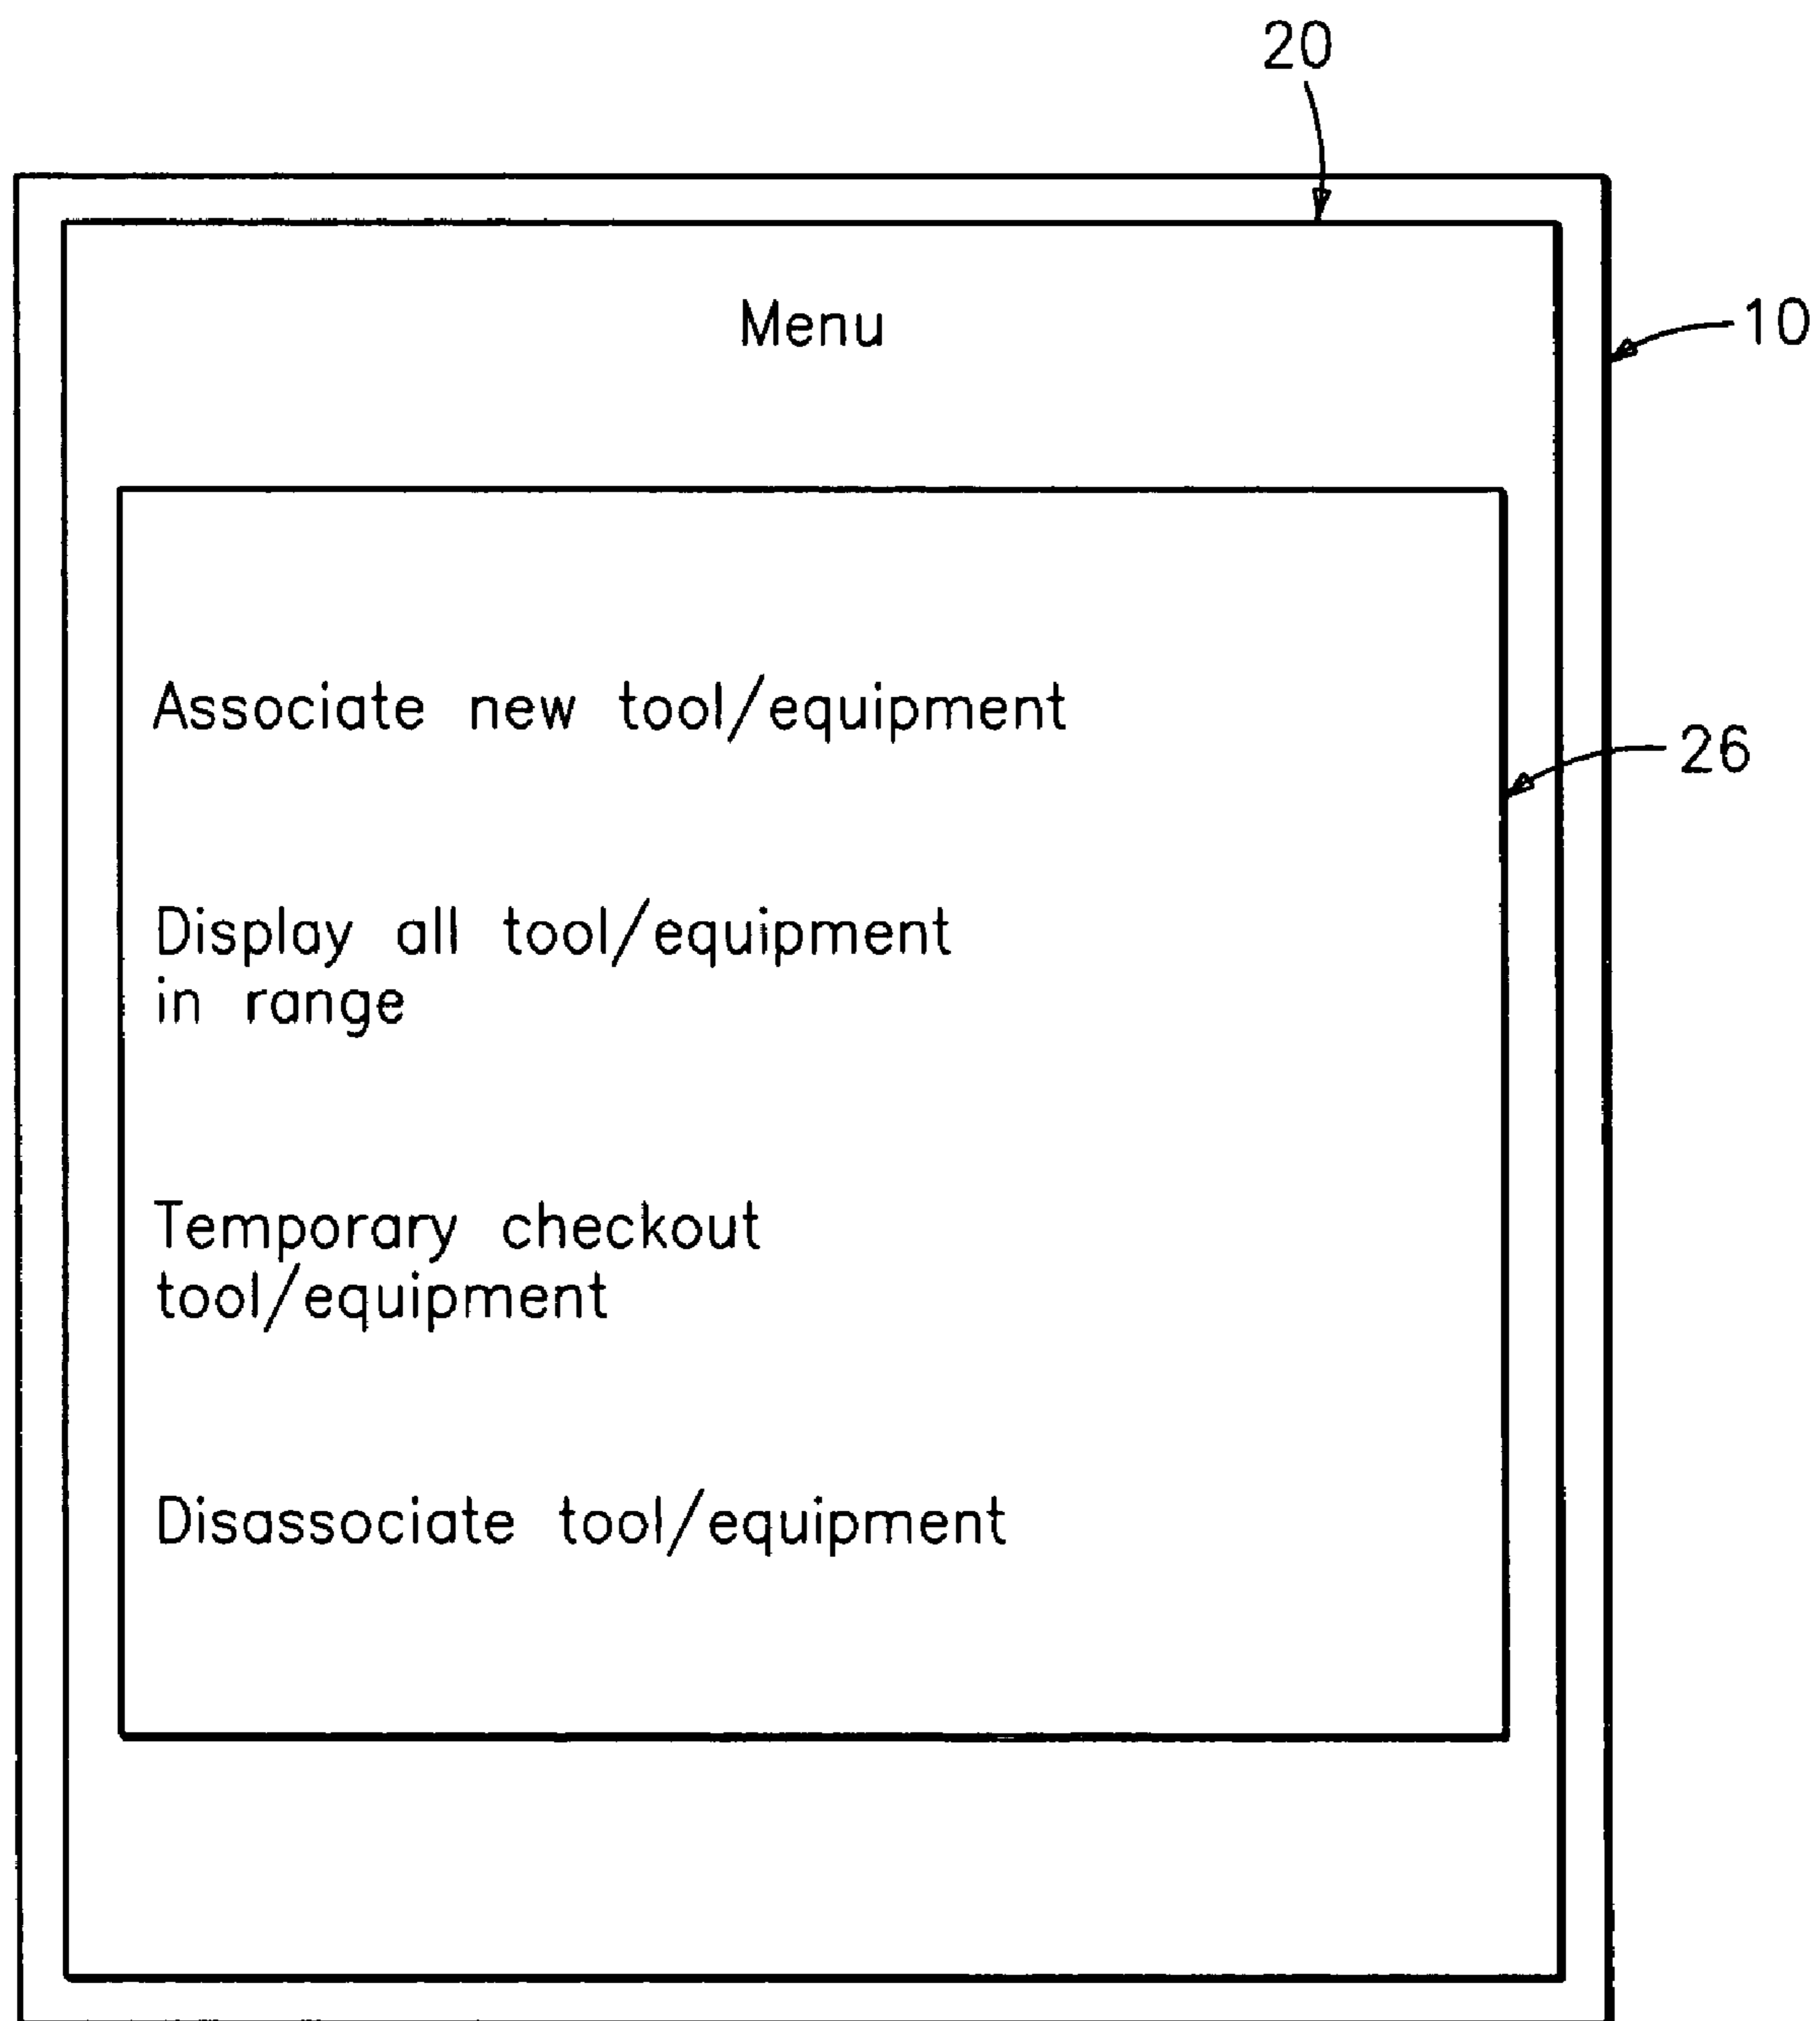 20
Menu
10
Associate new tool/equipment
26
Display all tool/equipment
in range
Temporary checkout
tool/equipment
Disassociate tool/equipment